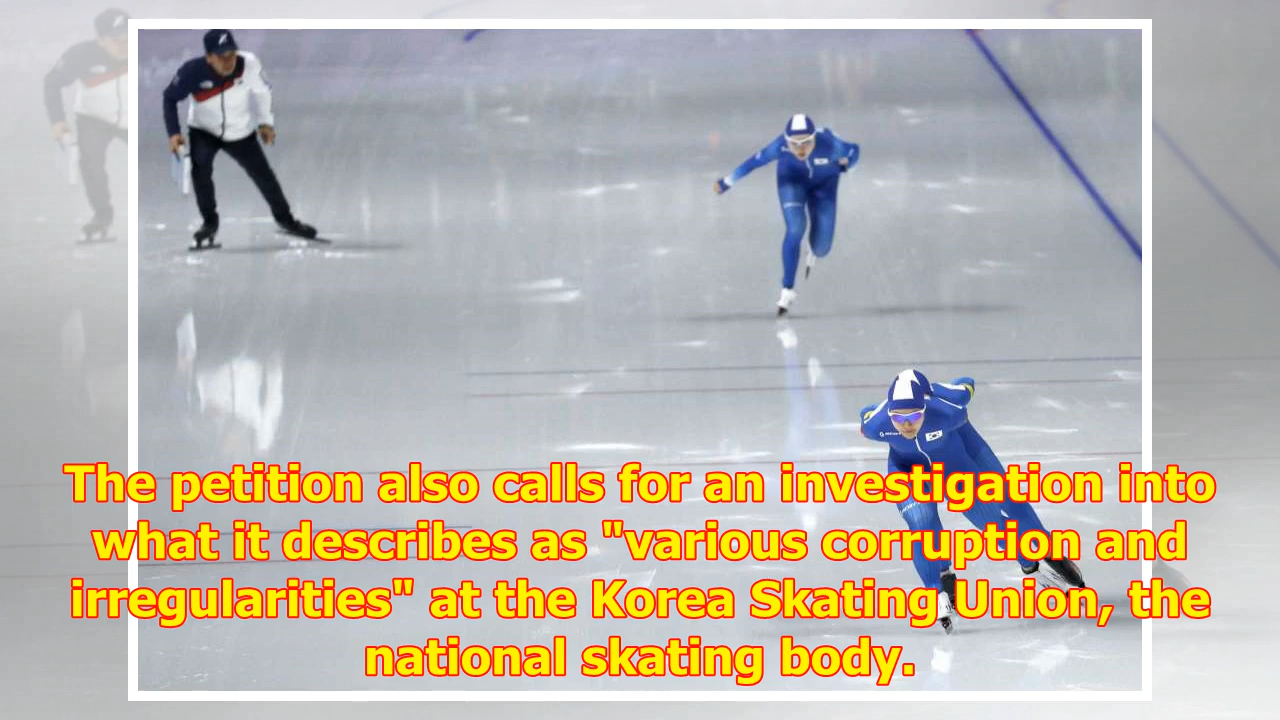 The petition also calls for an investigation into
what it describes as "various corruption and
irregularities" at the Korea Skating Union, the
national skating body.